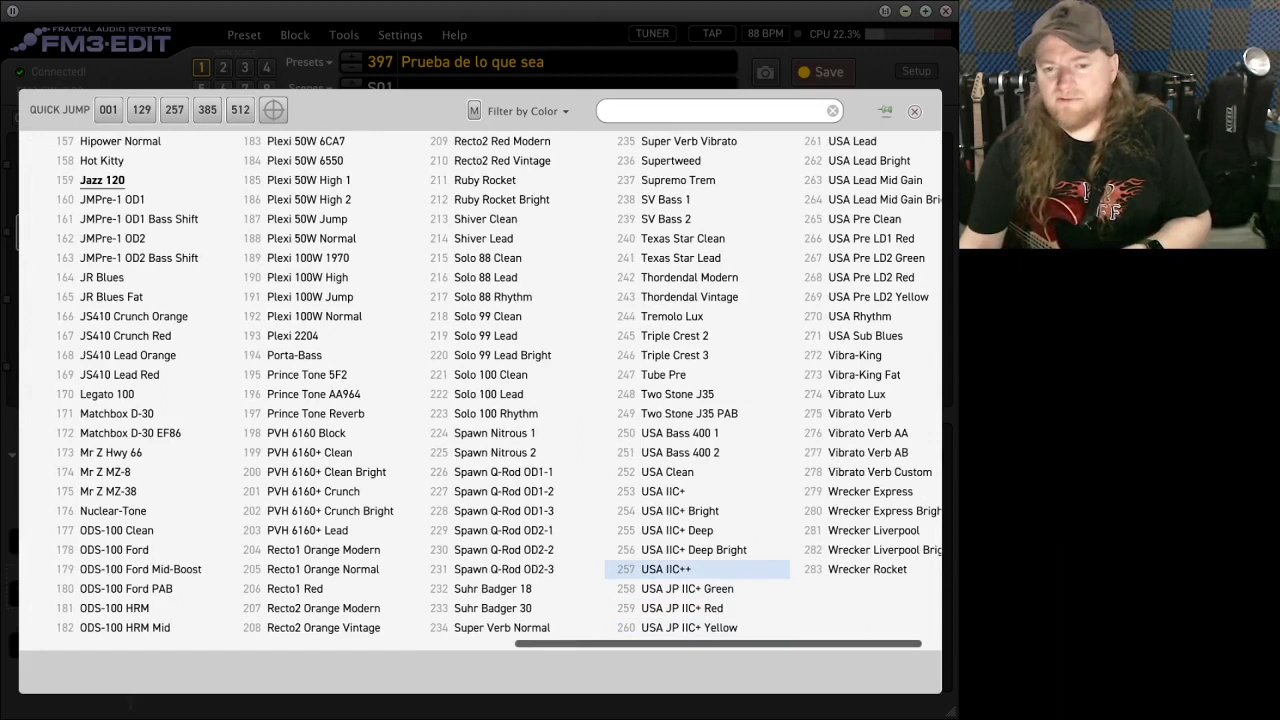 FRACTAL AUDIO SYSTEMS
FM3-EDIT
Preset Block Tools Settings Help
TUNER TAP 88 BPM CPU 22.3%
Connected!
1 2 3 4
Presets
397 Prueba de lo que sea
Save
Setup
5 6 7 8
Scenes
S01
QUICK JUMP 001 129 257 385 512
M Filter by Color
157 Hipower Normal
158 Hot Kitty
159 Jazz 120
160 JMPre-1 OD1
161 JMPre-1 OD1 Bass Shift
162 JMPre-1 OD2
163 JMPre-1 OD2 Bass Shift
164 JR Blues
165 JR Blues Fat
166 JS410 Crunch Orange
167 JS410 Crunch Red
168 JS410 Lead Orange
169 JS410 Lead Red
170 Legato 100
171 Matchbox D-30
172 Matchbox D-30 EF86
173 Mr Z Hwy 66
174 Mr Z MZ-8
175 Mr Z MZ-38
176 Nuclear-Tone
177 ODS-100 Clean
178 ODS-100 Ford
179 ODS-100 Ford Mid-Boost
180 ODS-100 Ford PAB
181 ODS-100 HRM
182 ODS-100 HRM Mid
183 Plexi 50W 6CA7
184 Plexi 50W 6550
185 Plexi 50W High 1
186 Plexi 50W High 2
187 Plexi 50W Jump
188 Plexi 50W Normal
189 Plexi 100W 1970
190 Plexi 100W High
191 Plexi 100W Jump
192 Plexi 100W Normal
193 Plexi 2204
194 Porta-Bass
195 Prince Tone 5F2
196 Prince Tone AA964
197 Prince Tone Reverb
198 PVH 6160 Block
199 PVH 6160+ Clean
200 PVH 6160+ Clean Bright
201 PVH 6160+ Crunch
202 PVH 6160+ Crunch Bright
203 PVH 6160+ Lead
204 Recto1 Orange Modern
205 Recto1 Orange Normal
206 Recto1 Red
207 Recto2 Orange Modern
208 Recto2 Orange Vintage
209 Recto2 Red Modern
210 Recto2 Red Vintage
211 Ruby Rocket
212 Ruby Rocket Bright
213 Shiver Clean
214 Shiver Lead
215 Solo 88 Clean
216 Solo 88 Lead
217 Solo 88 Rhythm
218 Solo 99 Clean
219 Solo 99 Lead
220 Solo 99 Lead Bright
221 Solo 100 Clean
222 Solo 100 Lead
223 Solo 100 Rhythm
224 Spawn Nitrous 1
225 Spawn Nitrous 2
226 Spawn Q-Rod OD1-1
227 Spawn Q-Rod OD1-2
228 Spawn Q-Rod OD1-3
229 Spawn Q-Rod OD2-1
230 Spawn Q-Rod OD2-2
231 Spawn Q-Rod OD2-3
232 Suhr Badger 18
233 Suhr Badger 30
234 Super Verb Normal
235 Super Verb Vibrato
236 Supertweed
237 Supremo Trem
238 SV Bass 1
239 SV Bass 2
240 Texas Star Clean
241 Texas Star Lead
242 Thordendal Modern
243 Thordendal Vintage
244 Tremolo Lux
245 Triple Crest 2
246 Triple Crest 3
247 Tube Pre
248 Two Stone J35
249 Two Stone J35 PAB
250 USA Bass 400 1
251 USA Bass 400 2
252 USA Clean
253 USA IIC+
254 USA IIC+ Bright
255 USA IIC+ Deep
256 USA IIC+ Deep Bright
257 USA IIC++
258 USA JP IIC+ Green
259 USA JP IIC+ Red
260 USA JP IIC+ Yellow
261 USA Lead
262 USA Lead Bright
263 USA Lead Mid Gain
264 USA Lead Mid Gain Bri
265 USA Pre Clean
266 USA Pre LD1 Red
267 USA Pre LD2 Green
268 USA Pre LD2 Red
269 USA Pre LD2 Yellow
270 USA Rhythm
271 USA Sub Blues
272 Vibra-King
273 Vibra-King Fat
274 Vibrato Lux
275 Vibrato Verb
276 Vibrato Verb AA
277 Vibrato Verb AB
278 Vibrato Verb Custom
279 Wrecker Express
280 Wrecker Express Brigh
281 Wrecker Liverpool
282 Wrecker Liverpool Brig
283 Wrecker Rocket